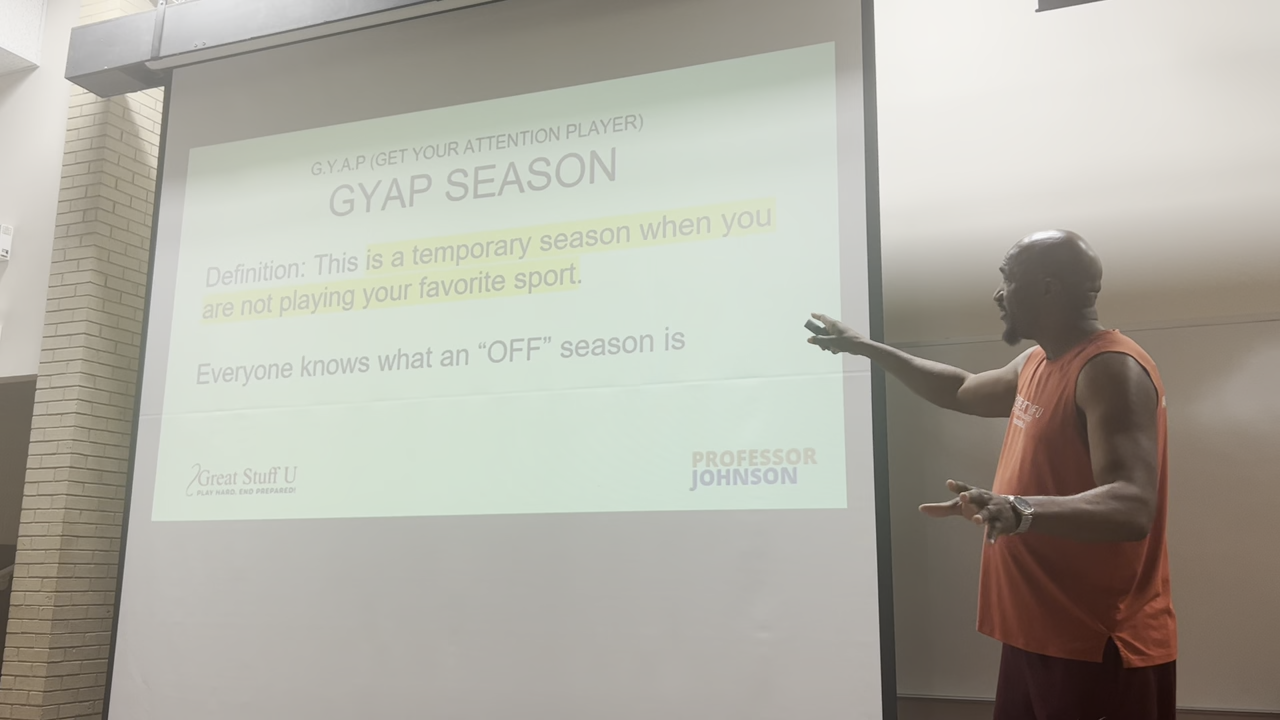 G.Y.A.P (GET YOUR ATTENTION PLAYER)
GYAP SEASON
Definition: This is a temporary season when you
are not playing your favorite sport.
Everyone knows what an “OFF” season is
Great Stuff U
PLAY HARD. END PREPARED!
PROFESSOR
JOHNSON